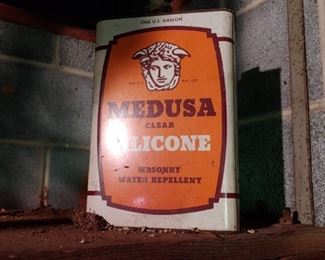 ONE U.S. GALLON
MEDUSA
CLEAR
SILICONE
MASONRY
WATER REPELLENT